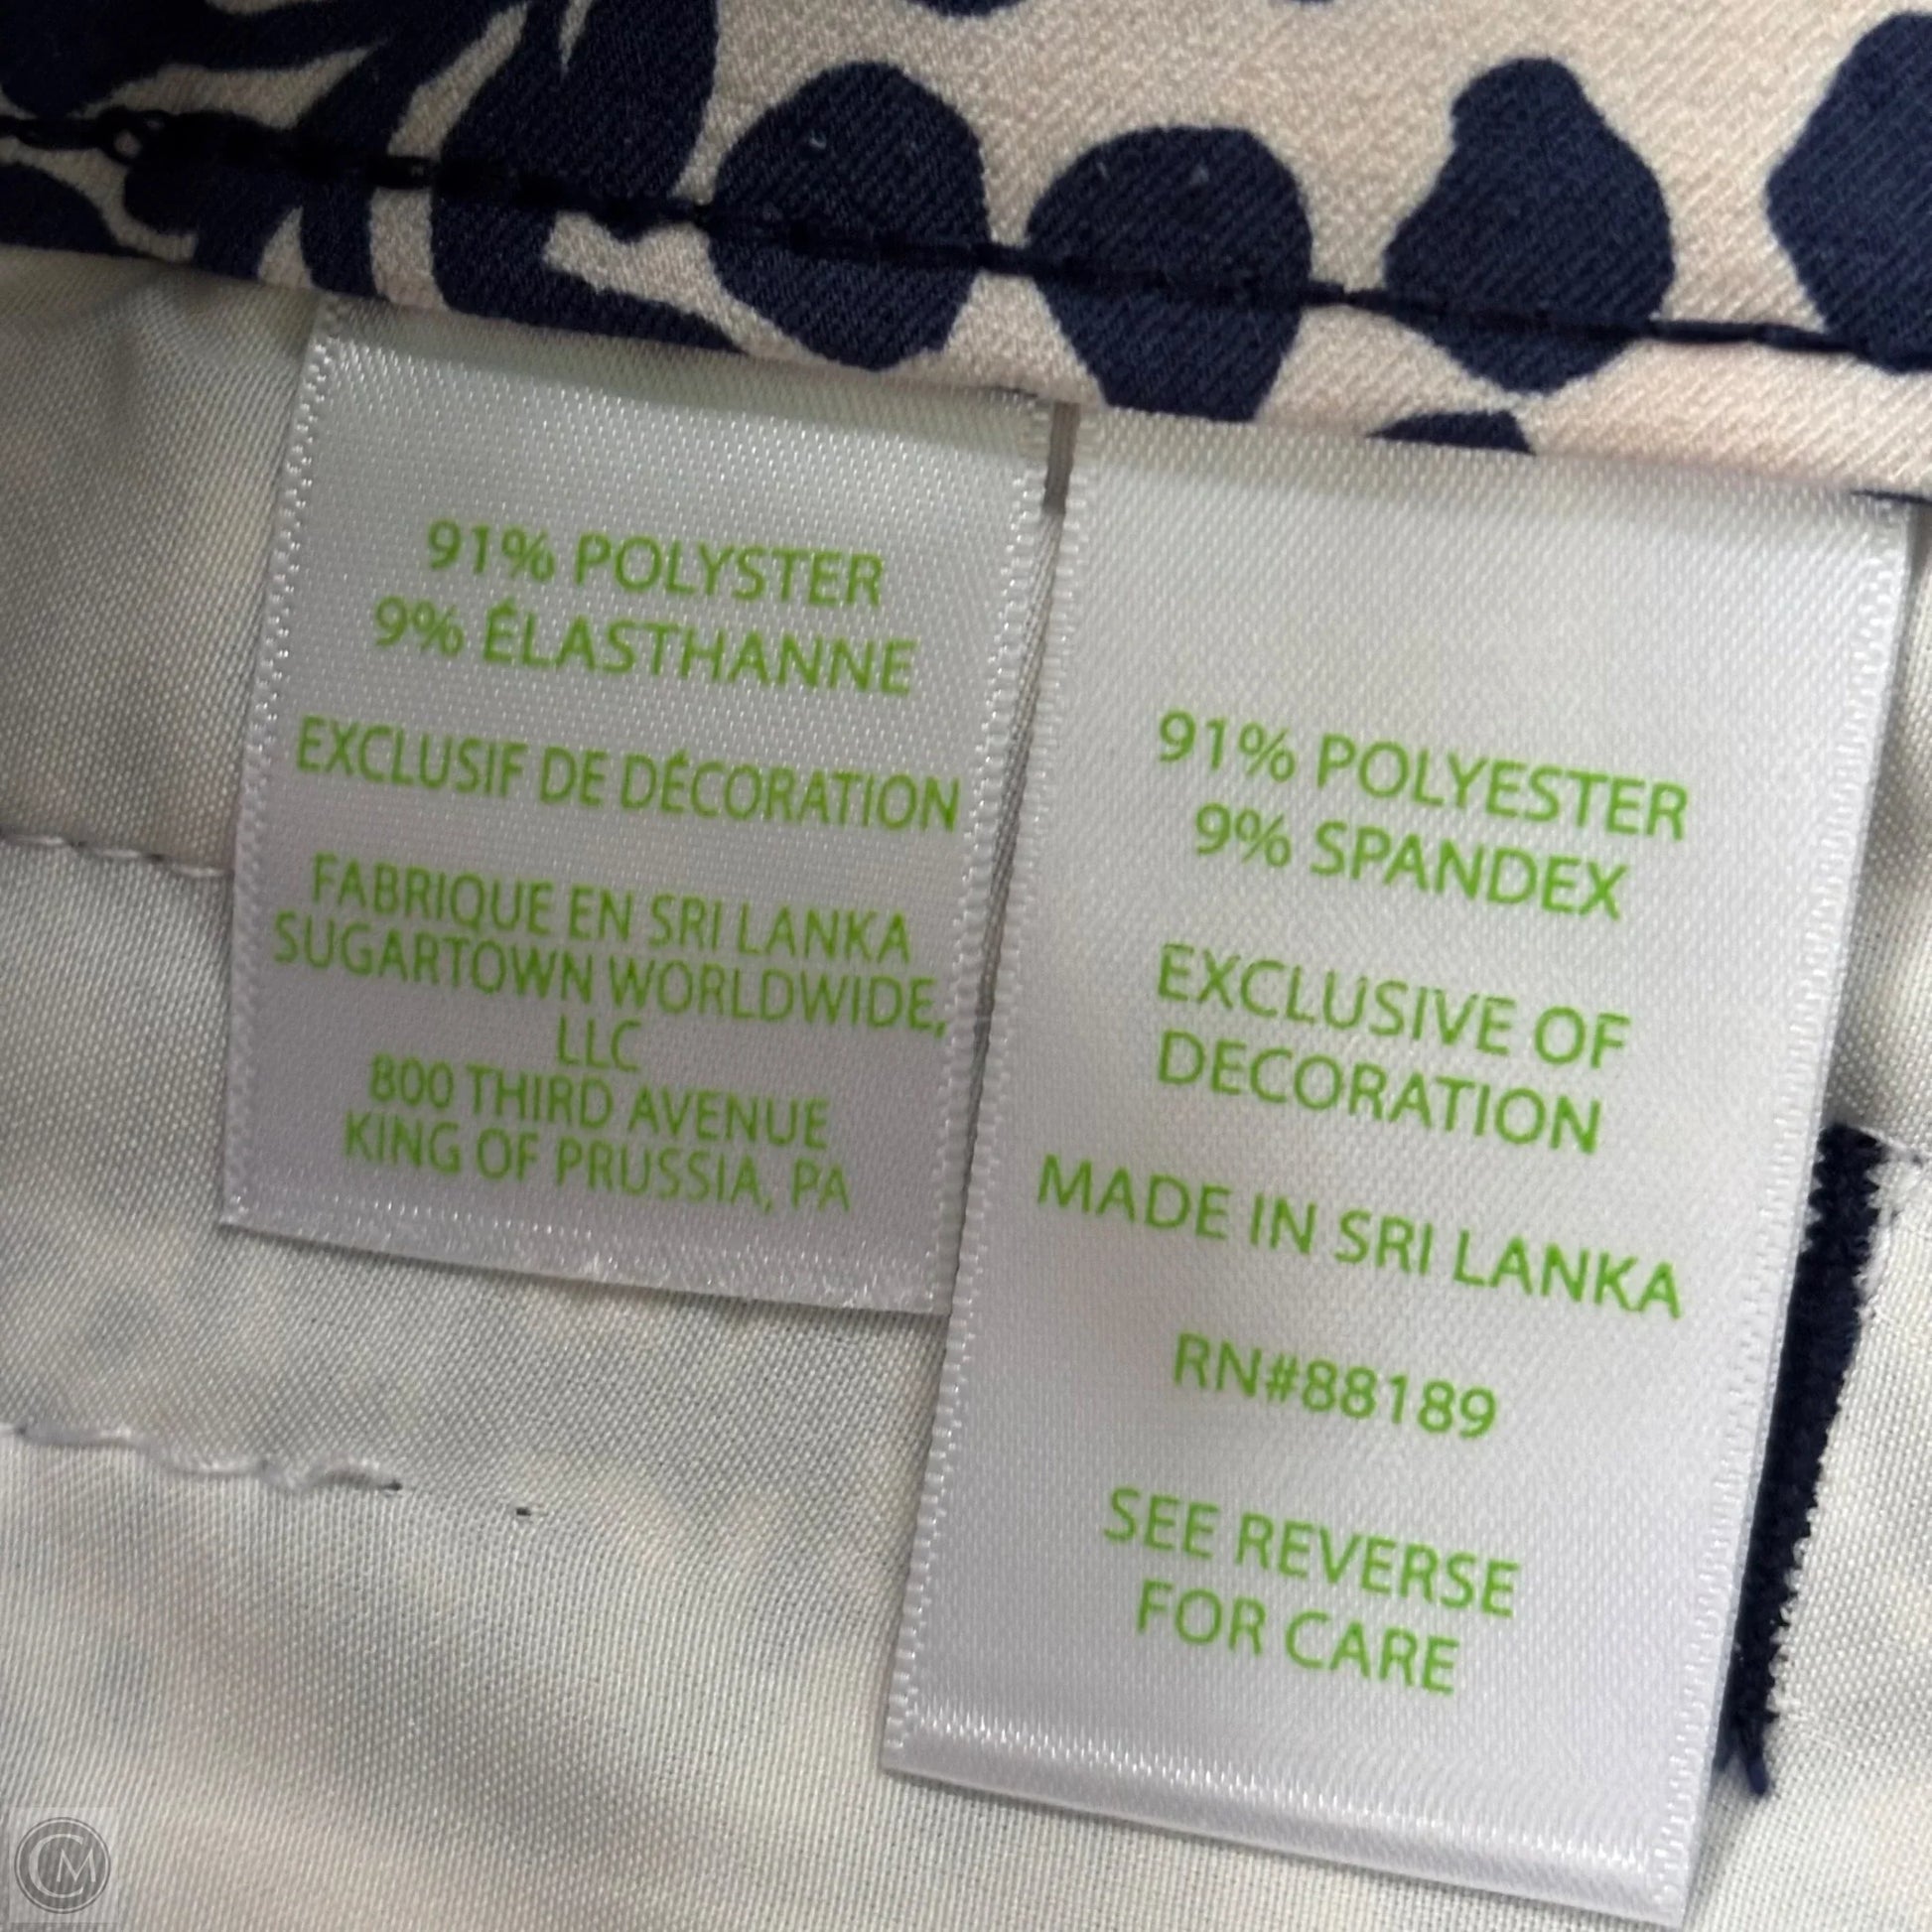 91% POLYSTER
9% ÉLASTHANNE
EXCLUSIF DE DÉCORATION
FABRIQUE EN SRI LANKA
SUGARTOWN WORLDWIDE,
LLC
800 THIRD AVENUE
KING OF PRUSSIA, PA
91% POLYESTER
9% SPANDEX
EXCLUSIVE OF
DECORATION
MADE IN SRI LANKA
RN#88189
SEE REVERSE
FOR CARE
CM